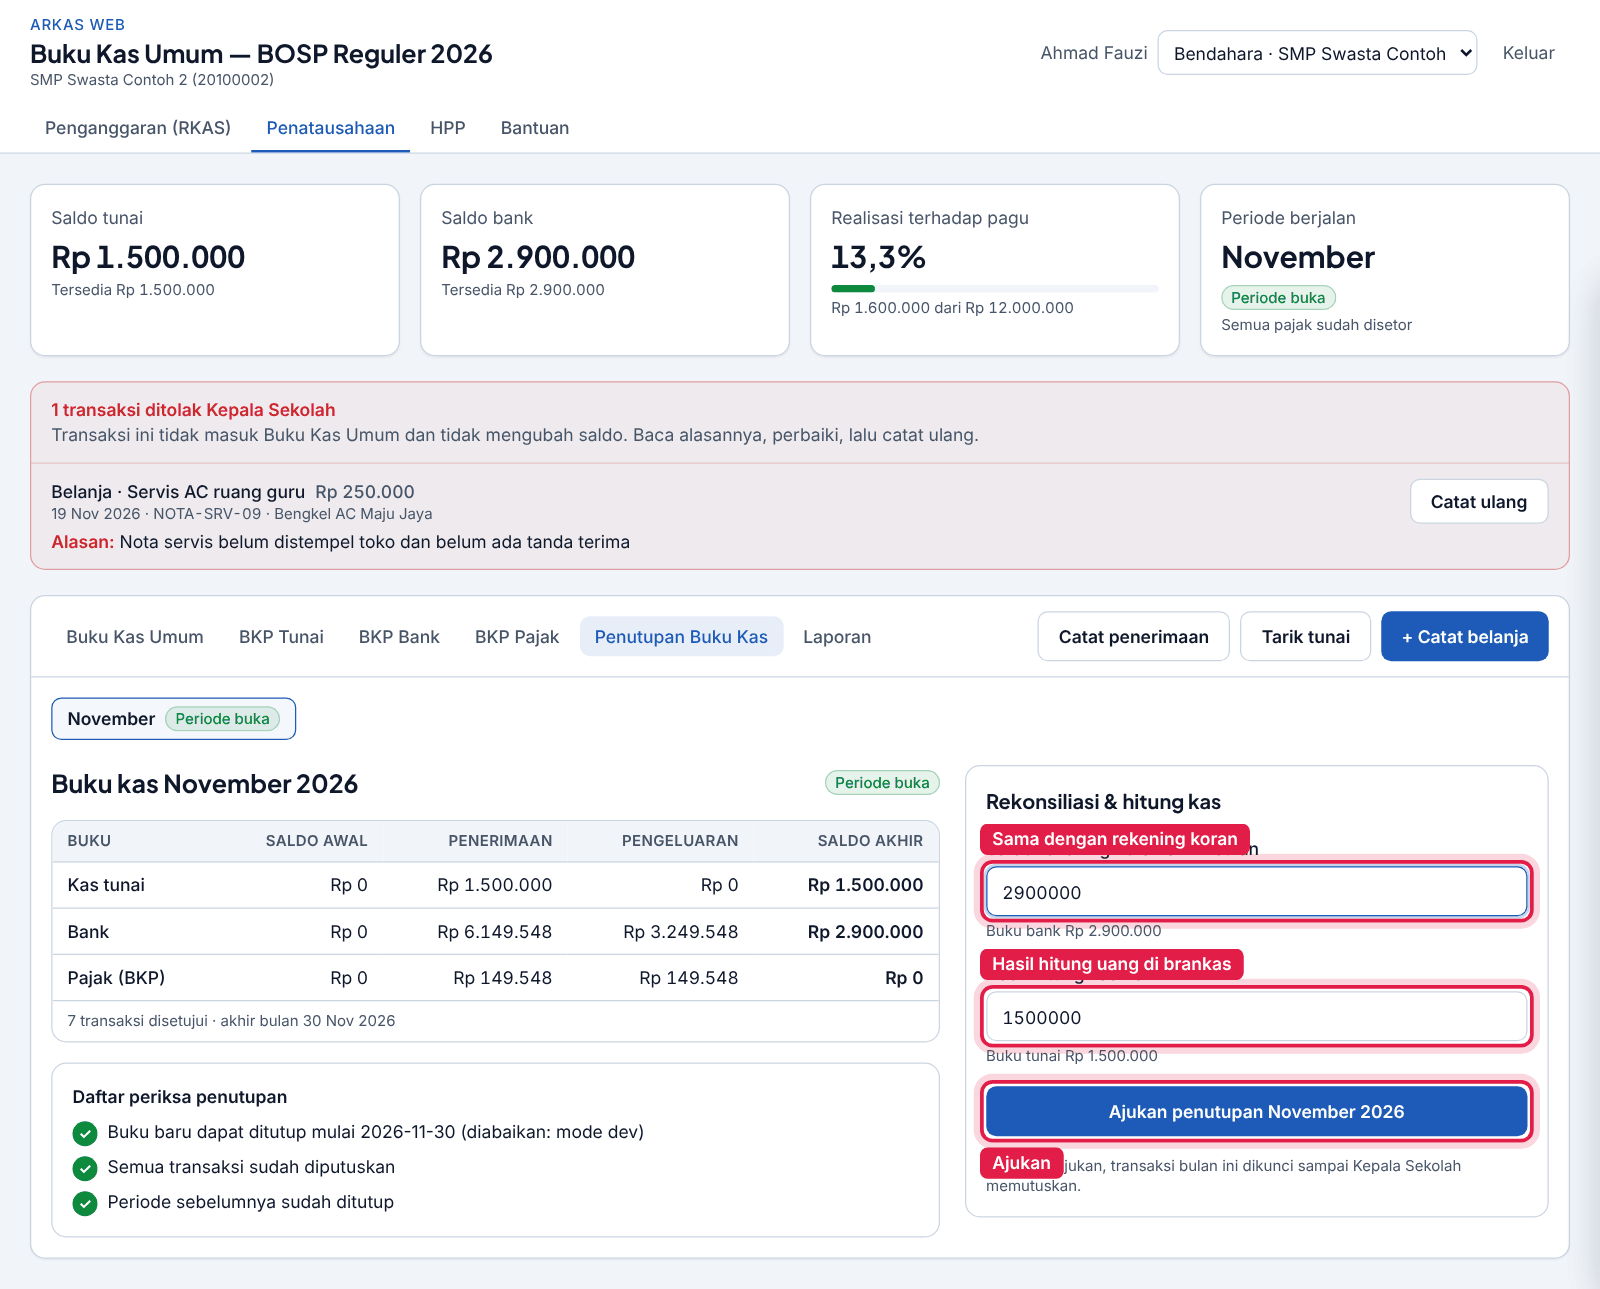 ARKAS WEB
Buku Kas Umum — BOSP Reguler 2026
SMP Swasta Contoh 2 (20100002)
Ahmad Fauzi
Bendahara · SMP Swasta Contoh
Keluar
Penganggaran (RKAS)
Penatausahaan
HPP
Bantuan
Saldo tunai
Rp 1.500.000
Tersedia Rp 1.500.000
Saldo bank
Rp 2.900.000
Tersedia Rp 2.900.000
Realisasi terhadap pagu
13,3%
Rp 1.600.000 dari Rp 12.000.000
Periode berjalan
November
Periode buka
Semua pajak sudah disetor
1 transaksi ditolak Kepala Sekolah
Transaksi ini tidak masuk Buku Kas Umum dan tidak mengubah saldo. Baca alasannya, perbaiki, lalu catat ulang.
Belanja · Servis AC ruang guru Rp 250.000
19 Nov 2026 · NOTA-SRV-09 · Bengkel AC Maju Jaya
Alasan: Nota servis belum distempel toko dan belum ada tanda terima
Catat ulang
Buku Kas Umum
BKP Tunai
BKP Bank
BKP Pajak
Penutupan Buku Kas
Laporan
Catat penerimaan
Tarik tunai
+ Catat belanja
November Periode buka
Buku kas November 2026
Periode buka
BUKU SALDO AWAL PENERIMAAN PENGELUARAN SALDO AKHIR
Kas tunai Rp 0 Rp 1.500.000 Rp 0 Rp 1.500.000
Bank Rp 0 Rp 6.149.548 Rp 3.249.548 Rp 2.900.000
Pajak (BKP) Rp 0 Rp 149.548 Rp 149.548 Rp 0
7 transaksi disetujui · akhir bulan 30 Nov 2026
Daftar periksa penutupan
Buku baru dapat ditutup mulai 2026-11-30 (diabaikan: mode dev)
Semua transaksi sudah diputuskan
Periode sebelumnya sudah ditutup
Rekonsiliasi & hitung kas
Sama dengan rekening koran
2900000
Buku bank Rp 2.900.000
Hasil hitung uang di brankas
1500000
Buku tunai Rp 1.500.000
Ajukan penutupan November 2026
Ajukan
transaksi bulan ini dikunci sampai Kepala Sekolah
memutuskan.